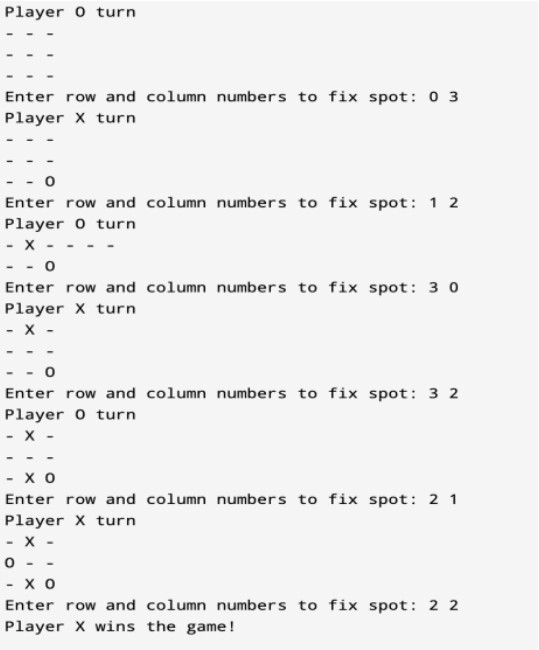 Player O turn
- - -
- - -
- - -
Enter row and column numbers to fix spot: 0 3
Player X turn
- - -
- - -
- - O
Enter row and column numbers to fix spot: 1 2
Player O turn
- X - - - -
- - O
Enter row and column numbers to fix spot: 3 0
Player X turn
- X -
- - -
- - O
Enter row and column numbers to fix spot: 3 2
Player O turn
- X -
- - -
- X O
Enter row and column numbers to fix spot: 2 1
Player X turn
- X -
O - -
- X O
Enter row and column numbers to fix spot: 2 2
Player X wins the game!